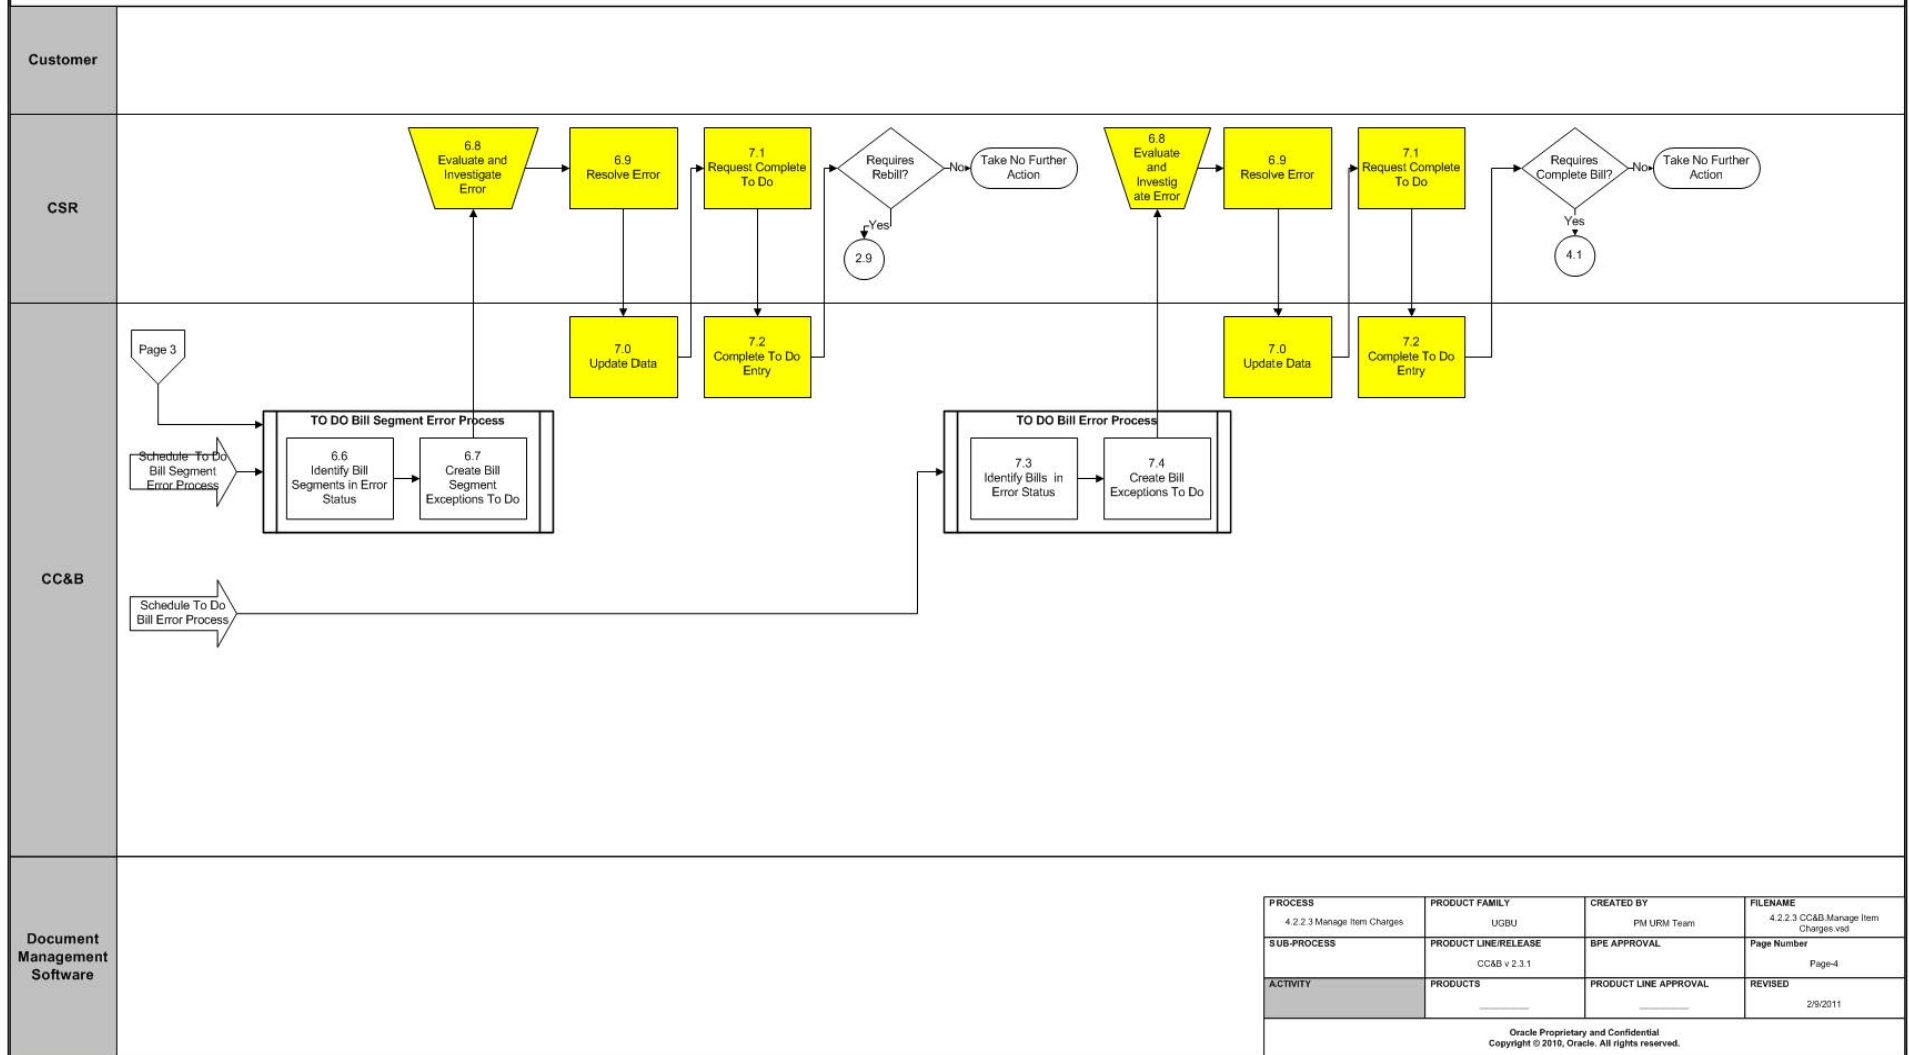 Customer
CSR
6.8
Evaluate and
Investigate
Error
6.9
Resolve Error
7.1
Request Complete
To Do
Requires
Rebill?
No
Take No Further
Action
Yes
2.9
6.8
Evaluate
and
Investig
ate Error
6.9
Resolve Error
7.1
Request Complete
To Do
Requires
Complete Bill?
No
Take No Further
Action
Yes
4.1
CC&B
Page 3
7.0
Update Data
7.2
Complete To Do
Entry
7.0
Update Data
7.2
Complete To Do
Entry
Schedule To Do
Bill Segment
Error Process
TO DO Bill Segment Error Process
6.6
Identify Bill
Segments in Error
Status
6.7
Create Bill
Segment
Exceptions To Do
TO DO Bill Error Process
7.3
Identify Bills in
Error Status
7.4
Create Bill
Exceptions To Do
Schedule To Do
Bill Error Process
Document
Management
Software
PROCESS
4.2.2.3 Manage Item Charges
PRODUCT FAMILY
UGBU
CREATED BY
PM URM Team
FILENAME
4.2.2.3 CC&B.Manage Item
Charges.vsd
SUB-PROCESS
PRODUCT LINE/RELEASE
CC&B v 2.3.1
BPE APPROVAL
Page Number
Page-4
ACTIVITY
PRODUCTS
PRODUCT LINE APPROVAL
REVISED
2/9/2011
Oracle Proprietary and Confidential
Copyright © 2010, Oracle. All rights reserved.